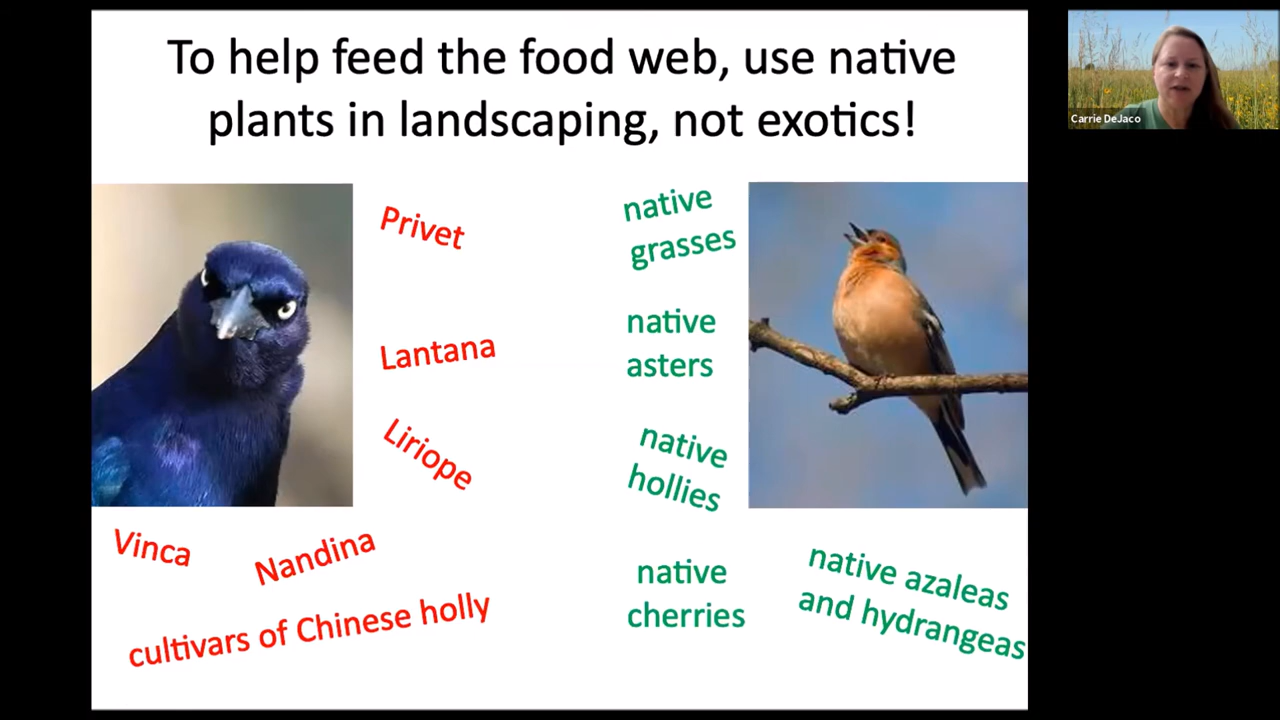 To help feed the food web, use native
plants in landscaping, not exotics!
Carrie DeJaco
Privet
Lantana
Liriope
Vinca
Nandina
cultivars of Chinese holly
native
grasses
native
asters
native
hollies
native
cherries
native azaleas
and hydrangeas